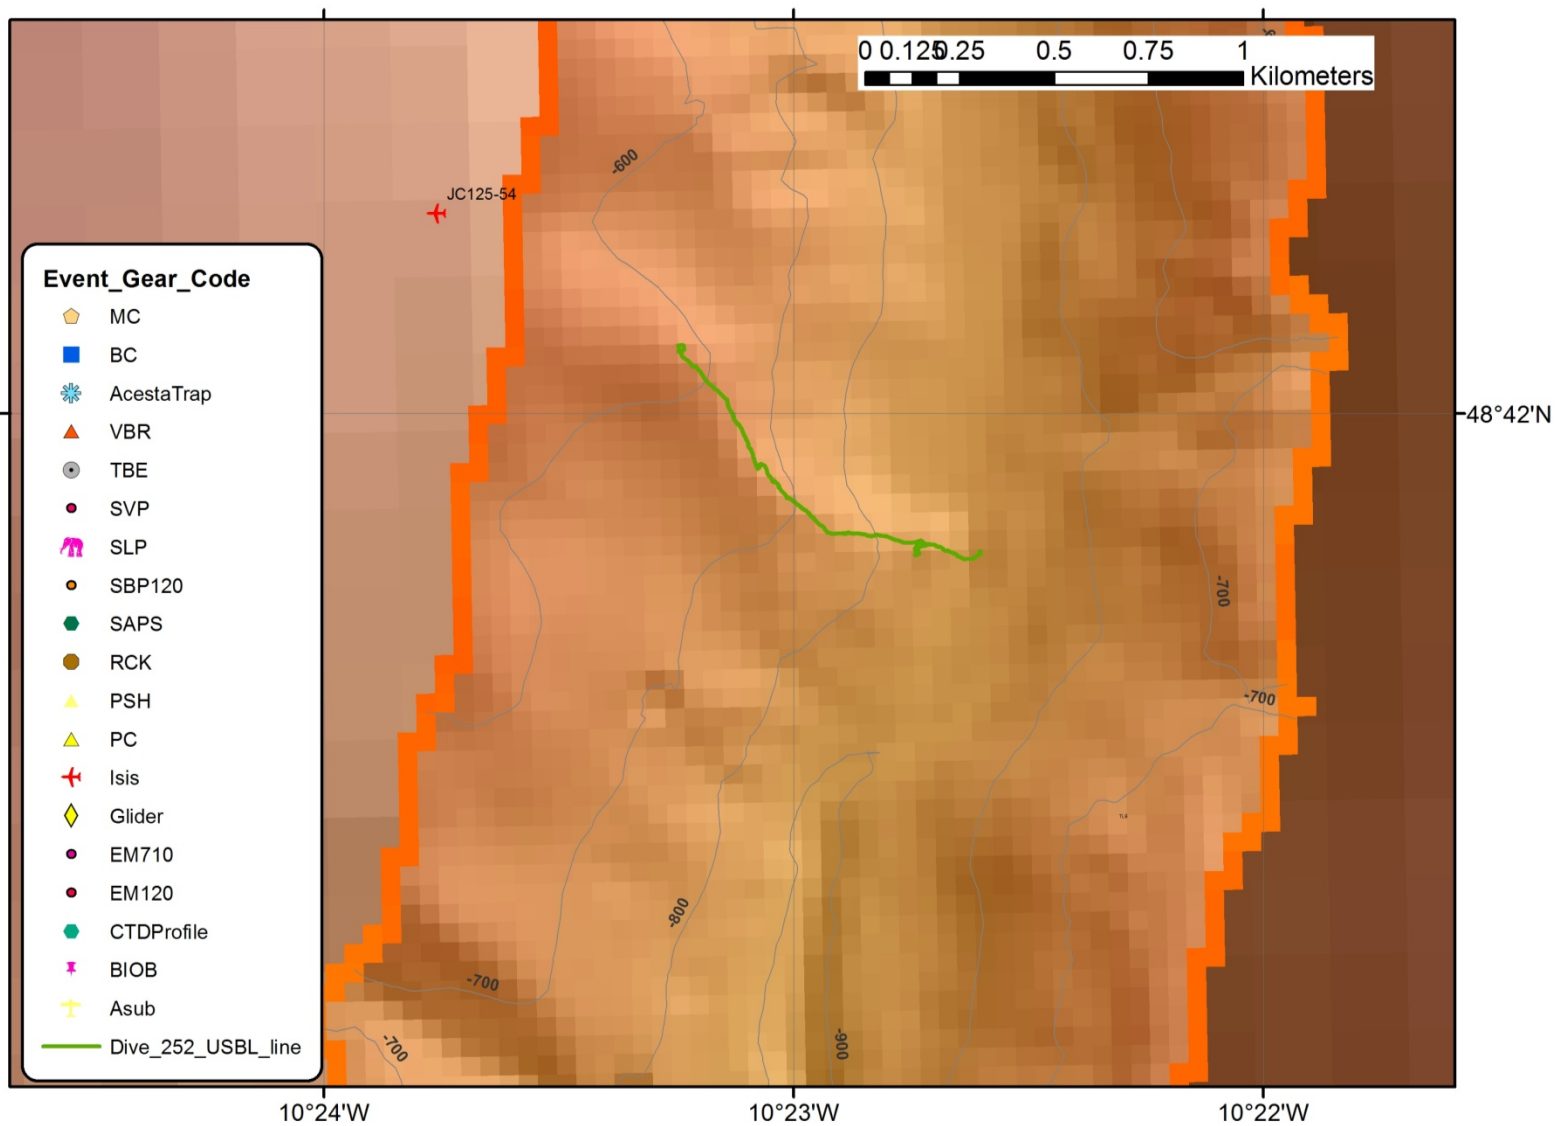 0 0.125 0.25 0.5 0.75 1
Kilometers
-600
JC125-54
48°42'N
Event_Gear_Code
MC
BC
AcestaTrap
VBR
TBE
SVP
SLP
SBP120
SAPS
RCK
PSH
PC
Isis
Glider
EM710
EM120
CTDProfile
BIOB
Asub
Dive_252_USBL_line
-700
-700
-800
-700
-700
-900
10°24'W
10°23'W
10°22'W